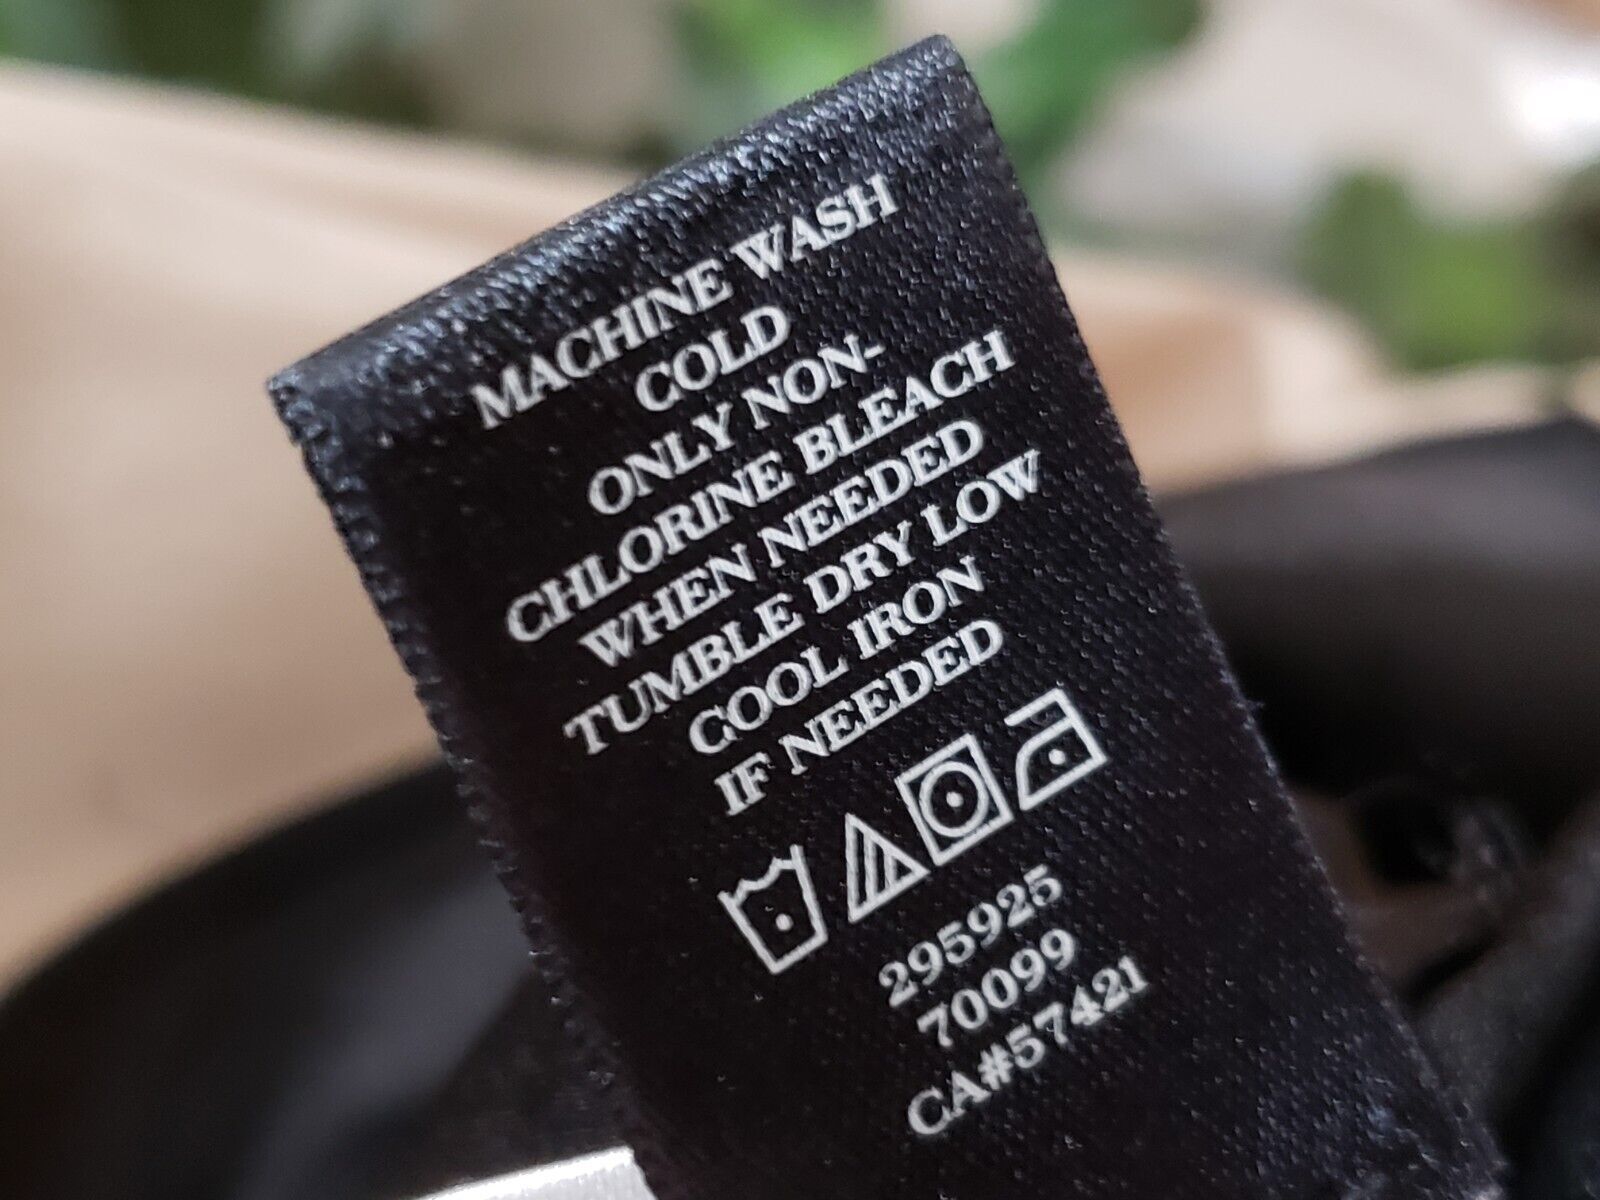 MACHINE WASH
COLD
ONLY NON-
CHLORINE BLEACH
WHEN NEEDED
TUMBLE DRY LOW
COOL IRON
IF NEEDED
295925
70099
CA#57421